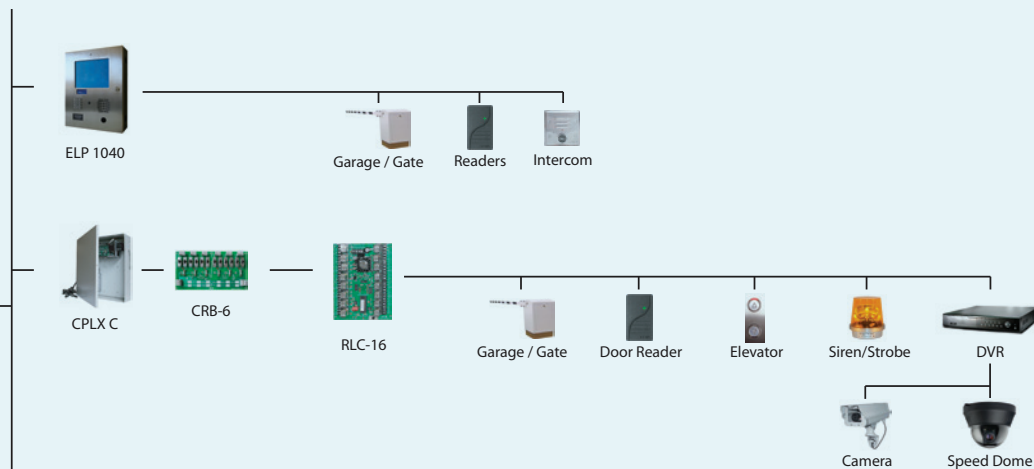 ELP 1040
Garage / Gate
Readers
Intercom
CPLX C
CRB-6
RLC-16
Garage / Gate
Door Reader
Elevator
Siren/Strobe
DVR
Camera
Speed Dome